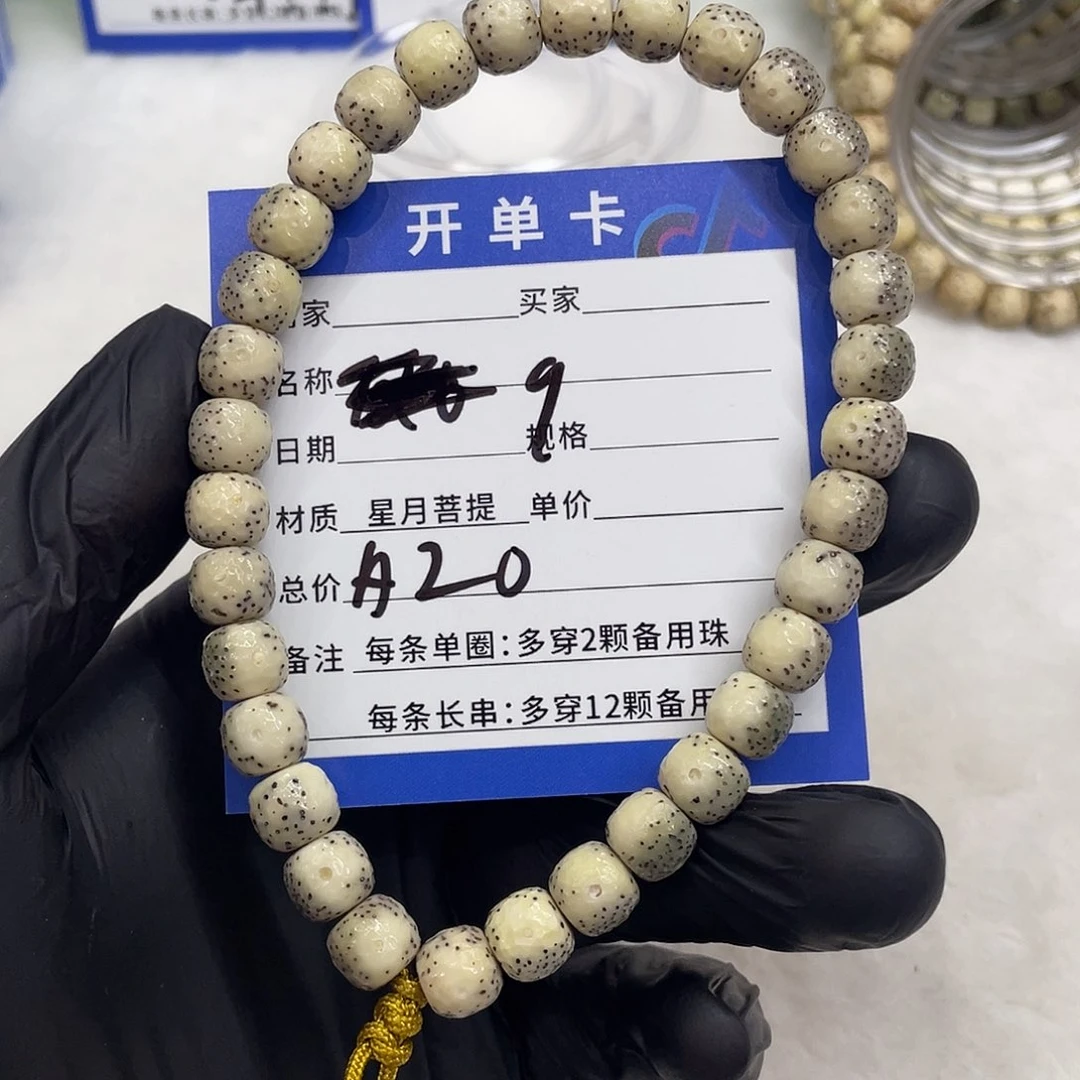 开单卡
家 买家
名称 9
日期 规格
材质 星月菩提 单价
总价 A20
备注 每条单圈:多穿2颗备用珠
每条长串:多穿12颗备用